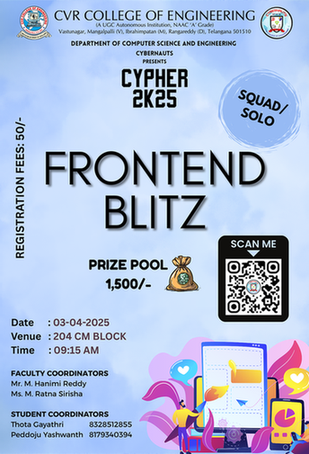 CVR COLLEGE OF ENGINEERING
(A UGC Autonomous Institution, NAAC 'A' Grade)
Vastunagar, Mangalpalli (V), Ibrahimpatan (M), Rangareddy (D), Telangana 501510
DEPARTMENT OF COMPUTER SCIENCE AND ENGINEERING
CYBERNAUTS
PRESENTS
CYPHER
2K25
SQUAD/
SOLO
REGISTRATION FEES: 50/-
FRONTEND
BLITZ
PRIZE POOL
1,500/-
SCAN ME
Date : 03-04-2025
Venue : 204 CM BLOCK
Time : 09:15 AM
FACULTY COORDINATORS
Mr. M. Hanimi Reddy
Ms. M. Ratna Sirisha
STUDENT COORDINATORS
Thota Gayathri 8328512855
Peddoju Yashwanth 8179340394